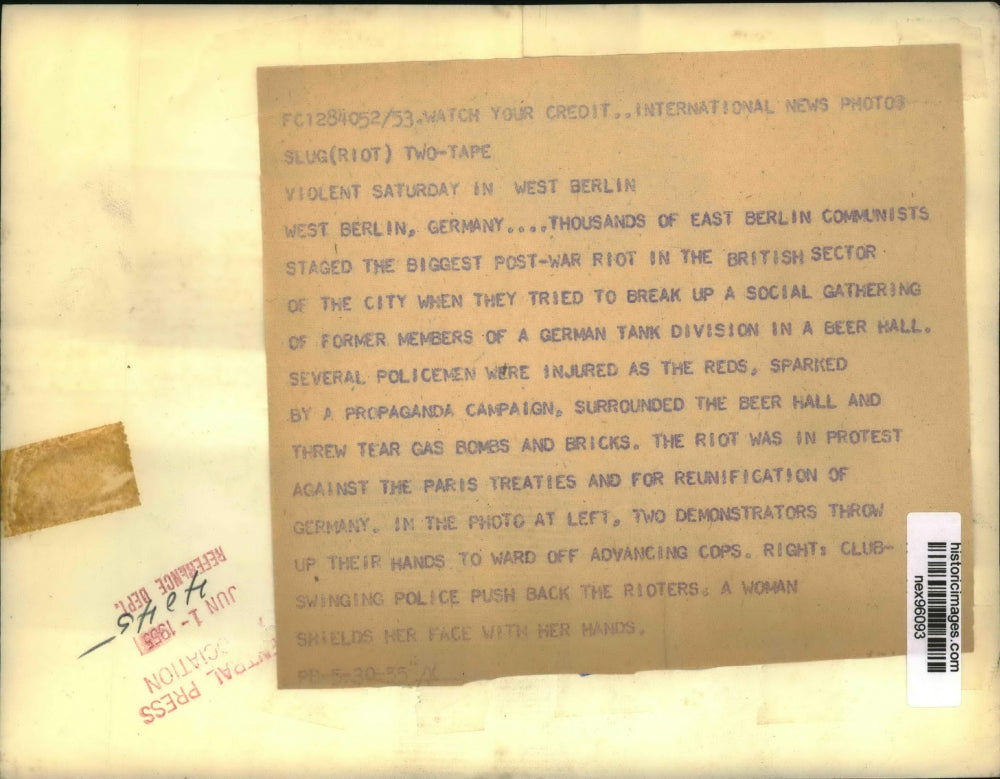 FC1284052/53.WATCH YOUR CREDIT..INTERNATIONAL NEWS PHOTOS
SLUG(RIOT) TWO-TAPE
VIOLENT SATURDAY IN WEST BERLIN
WEST BERLIN, GERMANY....THOUSANDS OF EAST BERLIN COMMUNISTS
STAGED THE BIGGEST POST-WAR RIOT IN THE BRITISH SECTOR
OF THE CITY WHEN THEY TRIED TO BREAK UP A SOCIAL GATHERING
OF FORMER MEMBERS OF A GERMAN TANK DIVISION IN A BEER HALL.
SEVERAL POLICEMEN WERE INJURED AS THE REDS, SPARKED
BY A PROPAGANDA CAMPAIGN, SURROUNDED THE BEER HALL AND
THREW TEAR GAS BOMBS AND BRICKS. THE RIOT WAS IN PROTEST
AGAINST THE PARIS TREATIES AND FOR REUNIFICATION OF
GERMANY. IN THE PHOTO AT LEFT, TWO DEMONSTRATORS THROW
UP THEIR HANDS TO WARD OFF ADVANCING COPS. RIGHT: CLUB-
SWINGING POLICE PUSH BACK THE RIOTERS. A WOMAN
SHIELDS HER FACE WITH HER HANDS.
5-30-55
REFERENCE DEPT.
JUN 1 - 1955
CENTRAL PRESS
ASSOCIATION
historicimages.com
nex96093